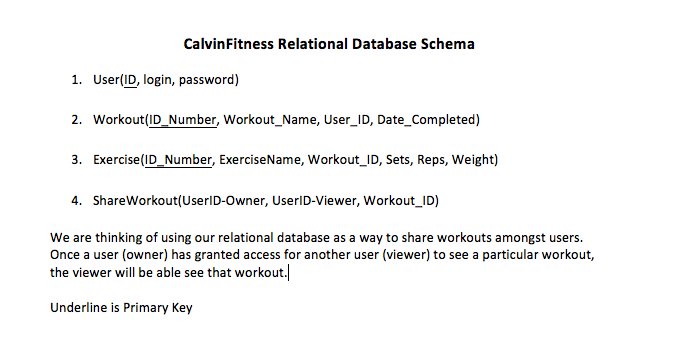 CalvinFitness Relational Database Schema
1. User(ID, login, password)
2. Workout(ID_Number, Workout_Name, User_ID, Date_Completed)
3. Exercise(ID_Number, ExerciseName, Workout_ID, Sets, Reps, Weight)
4. ShareWorkout(UserID-Owner, UserID-Viewer, Workout_ID)
We are thinking of using our relational database as a way to share workouts amongst users.
Once a user (owner) has granted access for another user (viewer) to see a particular workout,
the viewer will be able see that workout.
Underline is Primary Key